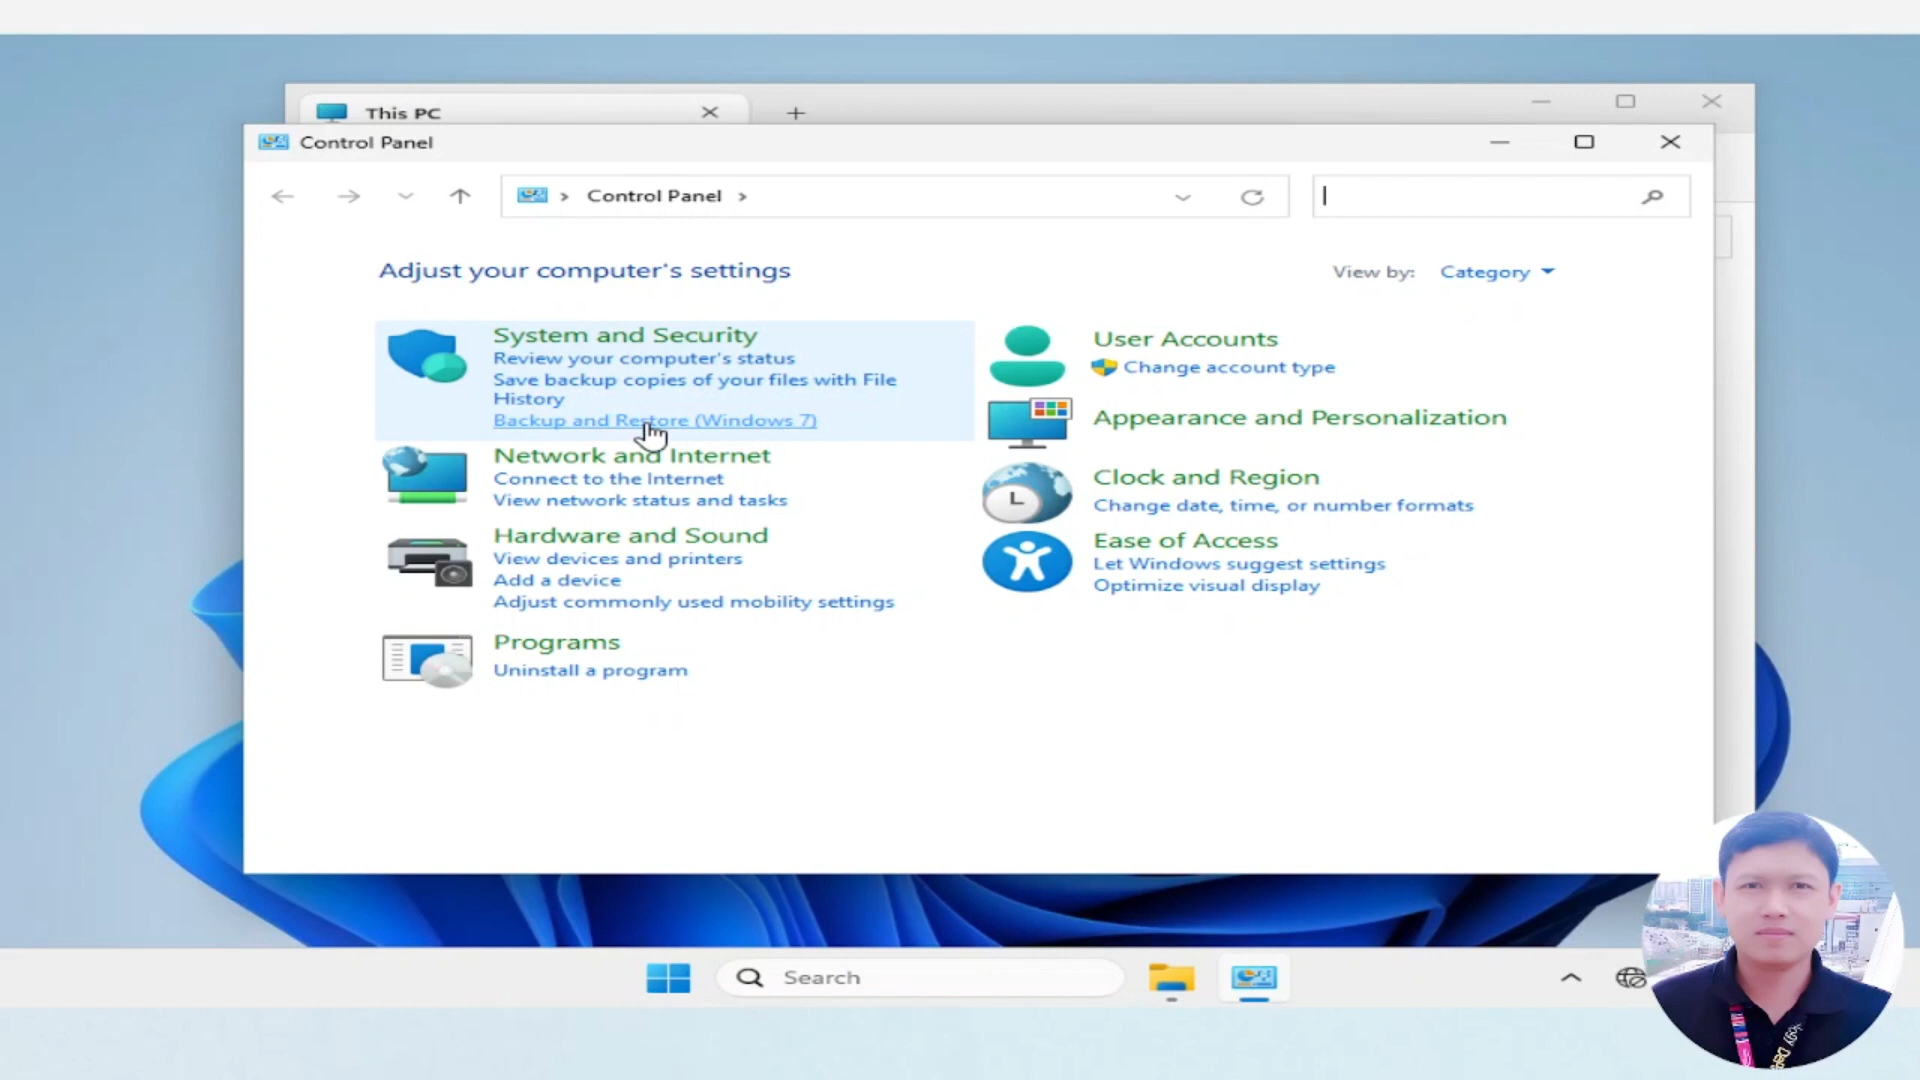 This PC
Control Panel
Control Panel
Adjust your computer's settings
View by: Category
System and Security
Review your computer's status
Save backup copies of your files with File
History
Backup and Restore (Windows 7)
Network and Internet
Connect to the Internet
View network status and tasks
Hardware and Sound
View devices and printers
Add a device
Adjust commonly used mobility settings
Programs
Uninstall a program
User Accounts
Change account type
Appearance and Personalization
Clock and Region
Change date, time, or number formats
Ease of Access
Let Windows suggest settings
Optimize visual display
Search